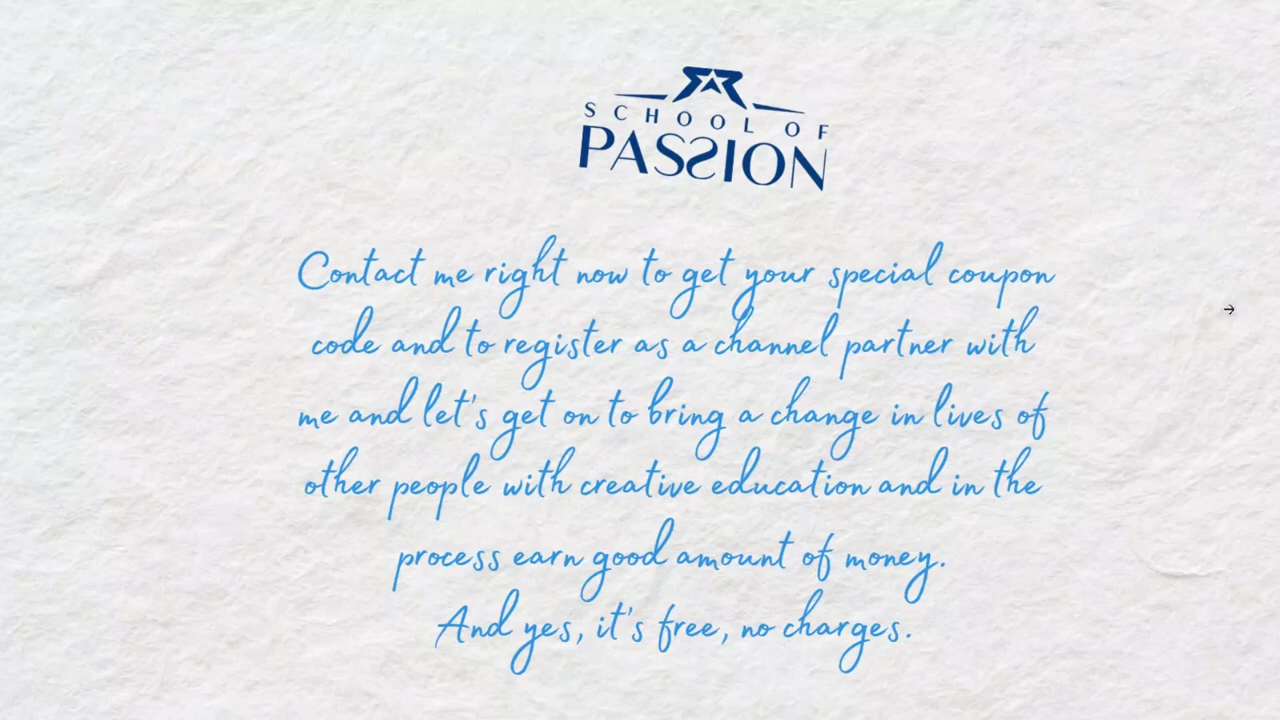 SCHOOL OF
PASSION
Contact me right now to get your special coupon
code and to register as a channel partner with
me and let's get on to bring a change in lives of
other people with creative education and in the
process earn good amount of money.
And yes, it's free, no charges.